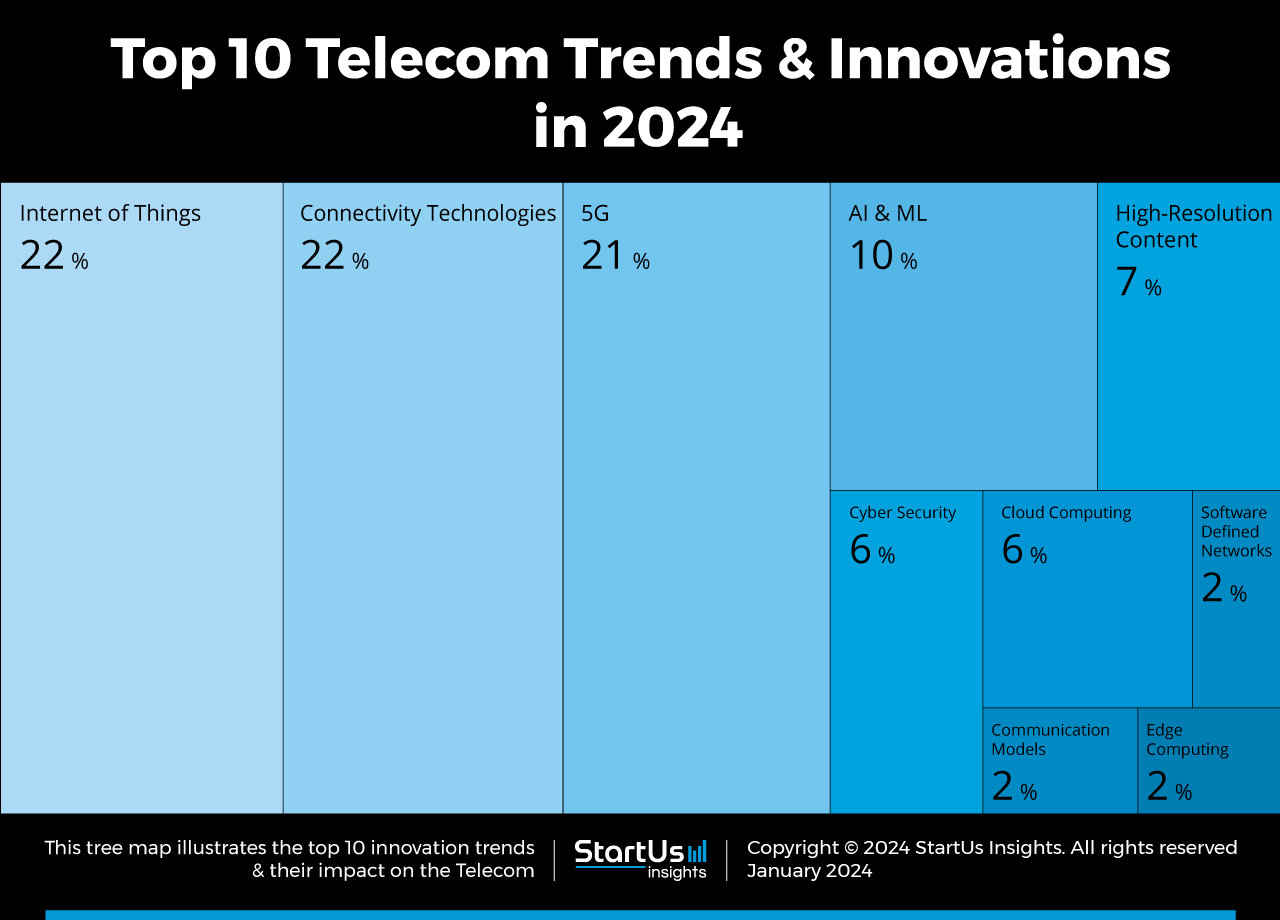 Top 10 Telecom Trends & Innovations
in 2024
Internet of Things
22 %
Connectivity Technologies
22 %
5G
21 %
AI & ML
10 %
High-Resolution
Content
7 %
Cyber Security
6 %
Cloud Computing
6 %
Software
Defined
Networks
2 %
Communication
Models
2 %
Edge
Computing
2 %
This tree map illustrates the top 10 innovation trends
& their impact on the Telecom
StartUs
insights
Copyright © 2024 StartUs Insights. All rights reserved
January 2024